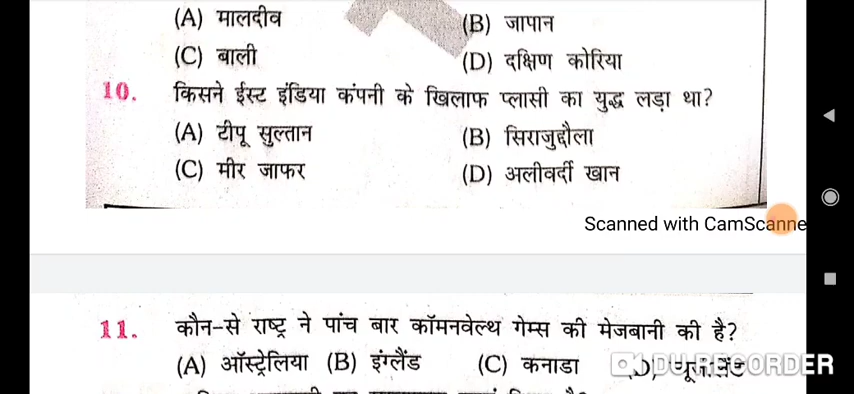 (A) मालदीव (B) जापान
(C) बाली (D) दक्षिण कोरिया
10. किसने ईस्ट इंडिया कंपनी के खिलाफ प्लासी का युद्ध लड़ा था?
(A) टीपू सुल्तान (B) सिराजुद्दौला
(C) मीर जाफर (D) अलीवर्दी खान
Scanned with CamScanne
11. कौन-से राष्ट्र ने पांच बार कॉमनवेल्थ गेम्स की मेजबानी की है?
(A) ऑस्ट्रेलिया (B) इंग्लैंड (C) कनाडा (D)
DU RECORDER